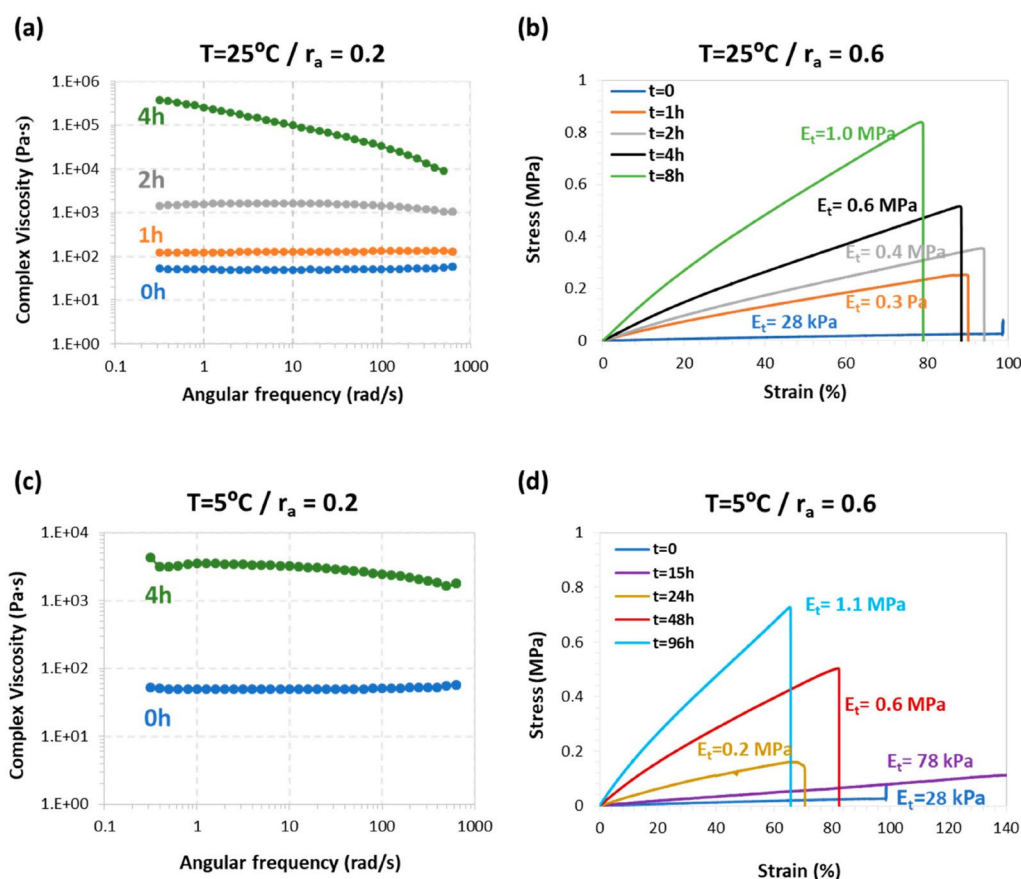 (a)
T=25°C / rₐ = 0.2
Complex Viscosity (Pa·s)
1.E+06
1.E+05
1.E+04
1.E+03
1.E+02
1.E+01
1.E+00
4h
2h
1h
0h
0.1 1 10 100 1000
Angular frequency (rad/s)
(b)
T=25°C / rₐ = 0.6
Stress (MPa)
1
0.8
0.6
0.4
0.2
0
t=0
t=1h
t=2h
t=4h
t=8h
Eₜ=1.0 MPa
Eₜ= 0.6 MPa
Eₜ= 0.4 MPa
Eₜ= 0.3 Pa
Eₜ= 28 kPa
0 20 40 60 80 100
Strain (%)
(c)
T=5°C / rₐ = 0.2
Complex Viscosity (Pa·s)
1.E+04
1.E+03
1.E+02
1.E+01
1.E+00
4h
0h
0.1 1 10 100 1000
Angular frequency (rad/s)
(d)
T=5°C / rₐ = 0.6
Stress (MPa)
1
0.8
0.6
0.4
0.2
0
t=0
t=15h
t=24h
t=48h
t=96h
Eₜ= 1.1 MPa
Eₜ= 0.6 MPa
Eₜ=0.2 MPa
Eₜ= 78 kPa
Eₜ=28 kPa
0 20 40 60 80 100 120 140
Strain (%)